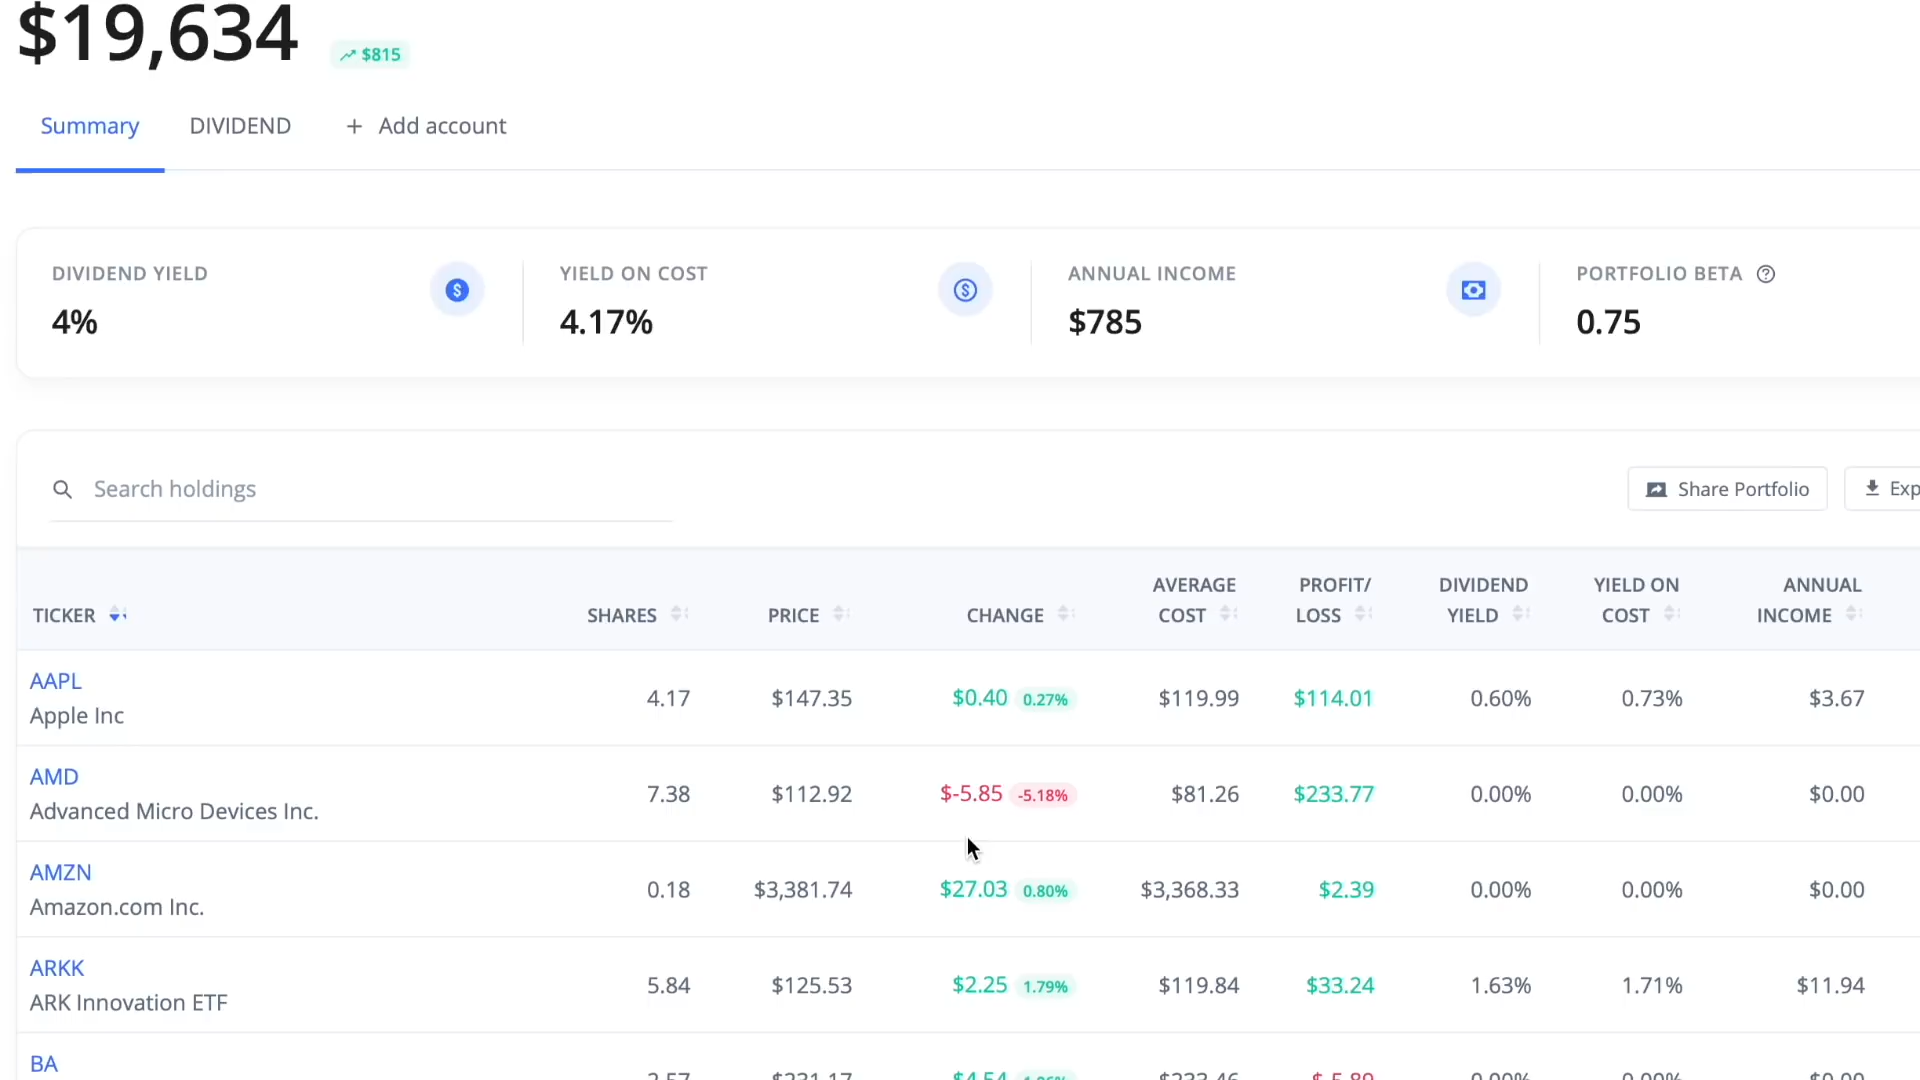 $19,634 $815
Summary DIVIDEND + Add account
DIVIDEND YIELD YIELD ON COST ANNUAL INCOME PORTFOLIO BETA
4% 4.17% $785 0.75
Search holdings Share Portfolio Exp
TICKER SHARES PRICE CHANGE AVERAGE COST PROFIT/ LOSS DIVIDEND YIELD YIELD ON COST ANNUAL INCOME
AAPL
Apple Inc
4.17 $147.35 $0.40 0.27% $119.99 $114.01 0.60% 0.73% $3.67
AMD
Advanced Micro Devices Inc.
7.38 $112.92 $-5.85 -5.18% $81.26 $233.77 0.00% 0.00% $0.00
AMZN
Amazon.com Inc.
0.18 $3,381.74 $27.03 0.80% $3,368.33 $2.39 0.00% 0.00% $0.00
ARKK
ARK Innovation ETF
5.84 $125.53 $2.25 1.79% $119.84 $33.24 1.63% 1.71% $11.94
BA